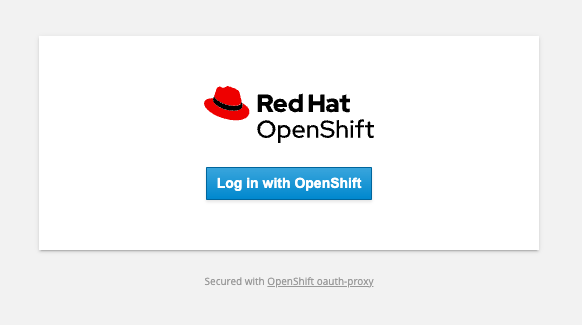 Red Hat
OpenShift
Log in with OpenShift
Secured with OpenShift oauth-proxy